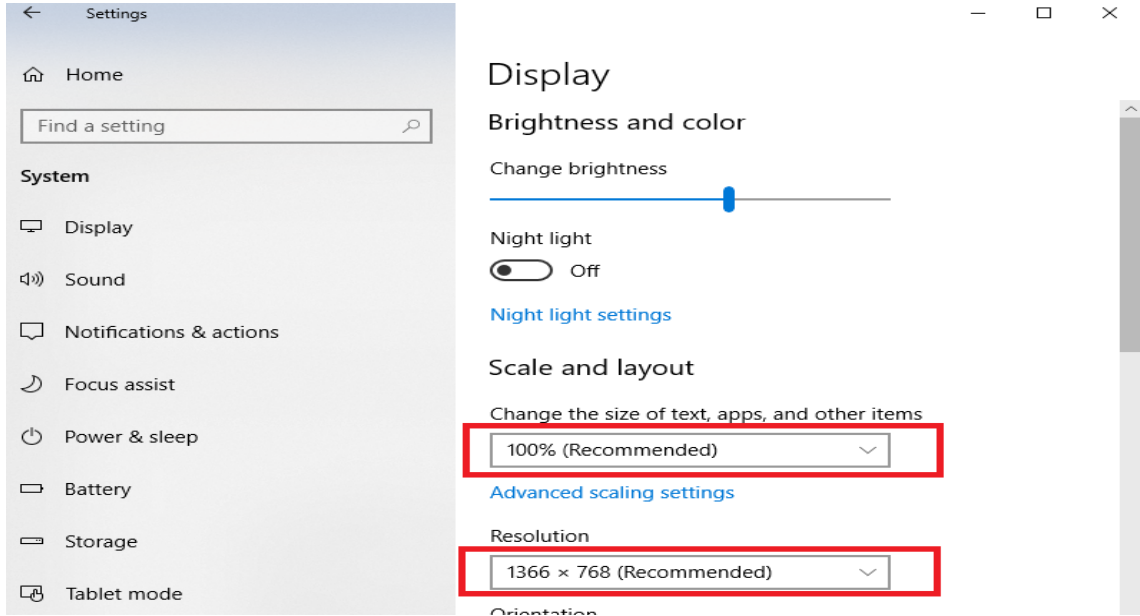 Settings
Home
Find a setting
System
Display
Sound
Notifications & actions
Focus assist
Power & sleep
Battery
Storage
Tablet mode
Display
Brightness and color
Change brightness
Night light
Off
Night light settings
Scale and layout
Change the size of text, apps, and other items
100% (Recommended)
Advanced scaling settings
Resolution
1366 × 768 (Recommended)
Orientation